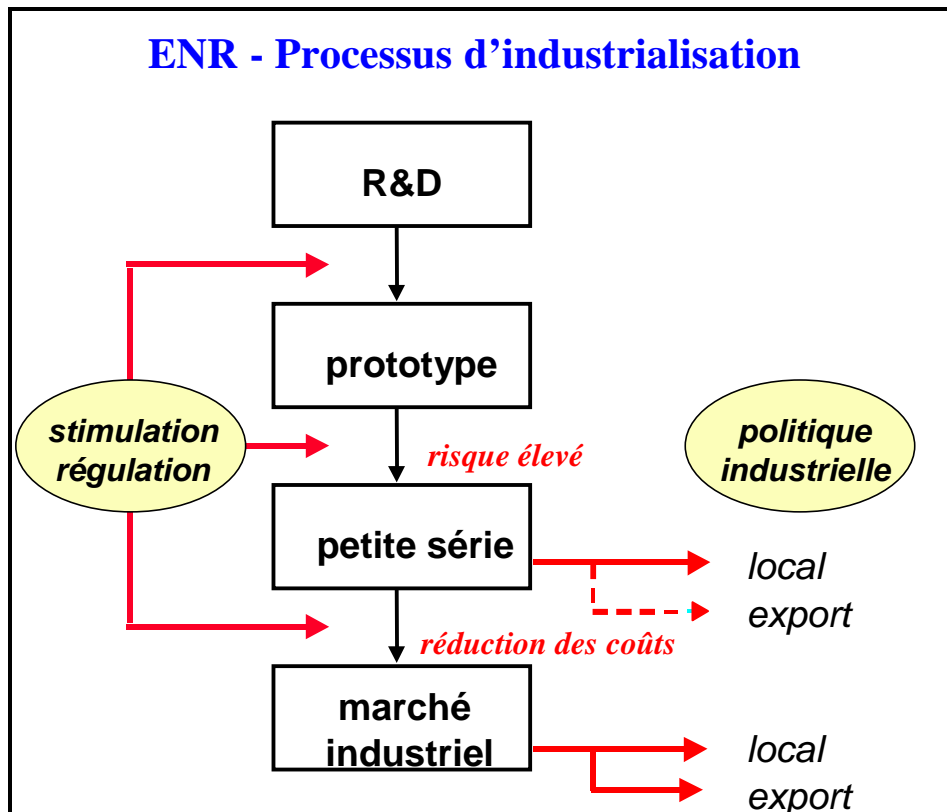 ENR - Processus d'industrialisation
R&D
prototype
stimulation
régulation
risque élevé
politique
industrielle
petite série
local
export
réduction des coûts
marché
industriel
local
export